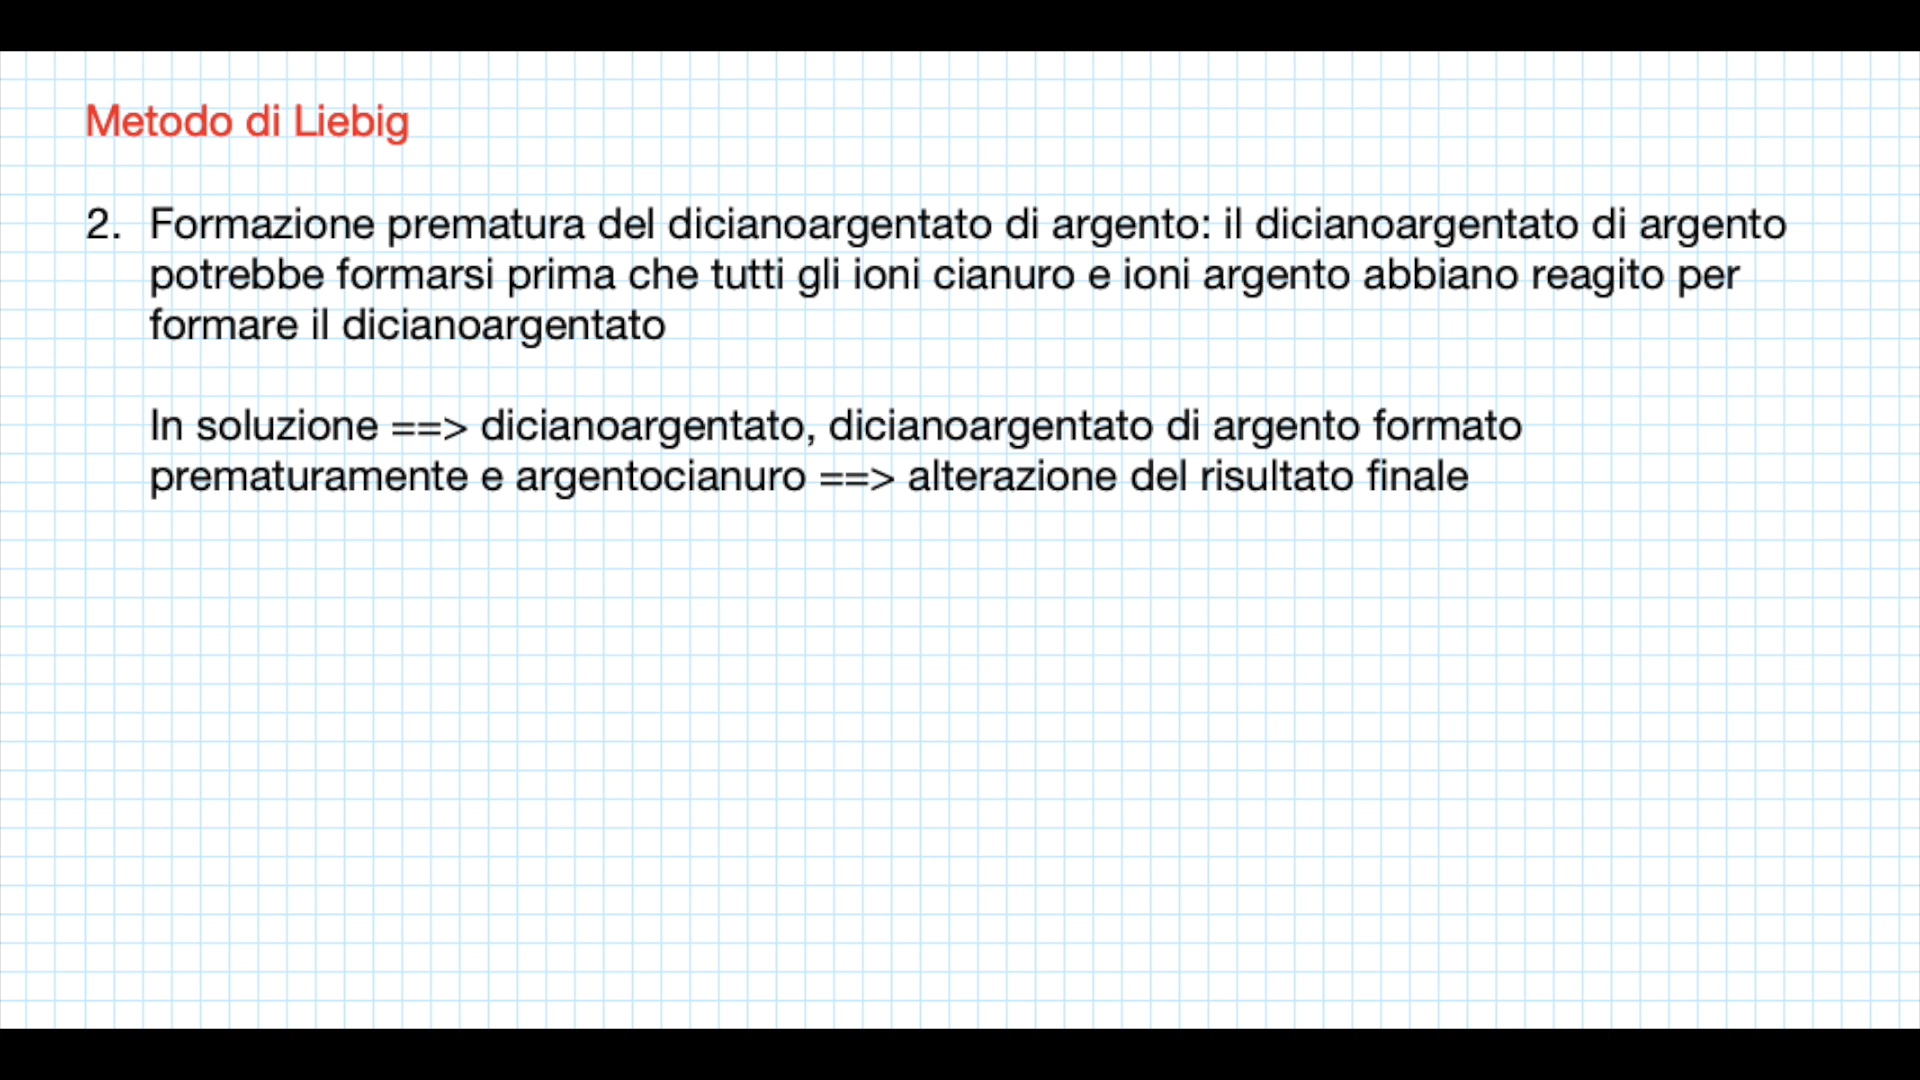 Metodo di Liebig
2. Formazione prematura del dicianoargentato di argento: il dicianoargentato di argento
potrebbe formarsi prima che tutti gli ioni cianuro e ioni argento abbiano reagito per
formare il dicianoargentato
In soluzione ==> dicianoargentato, dicianoargentato di argento formato
prematuramente e argentocianuro ==> alterazione del risultato finale